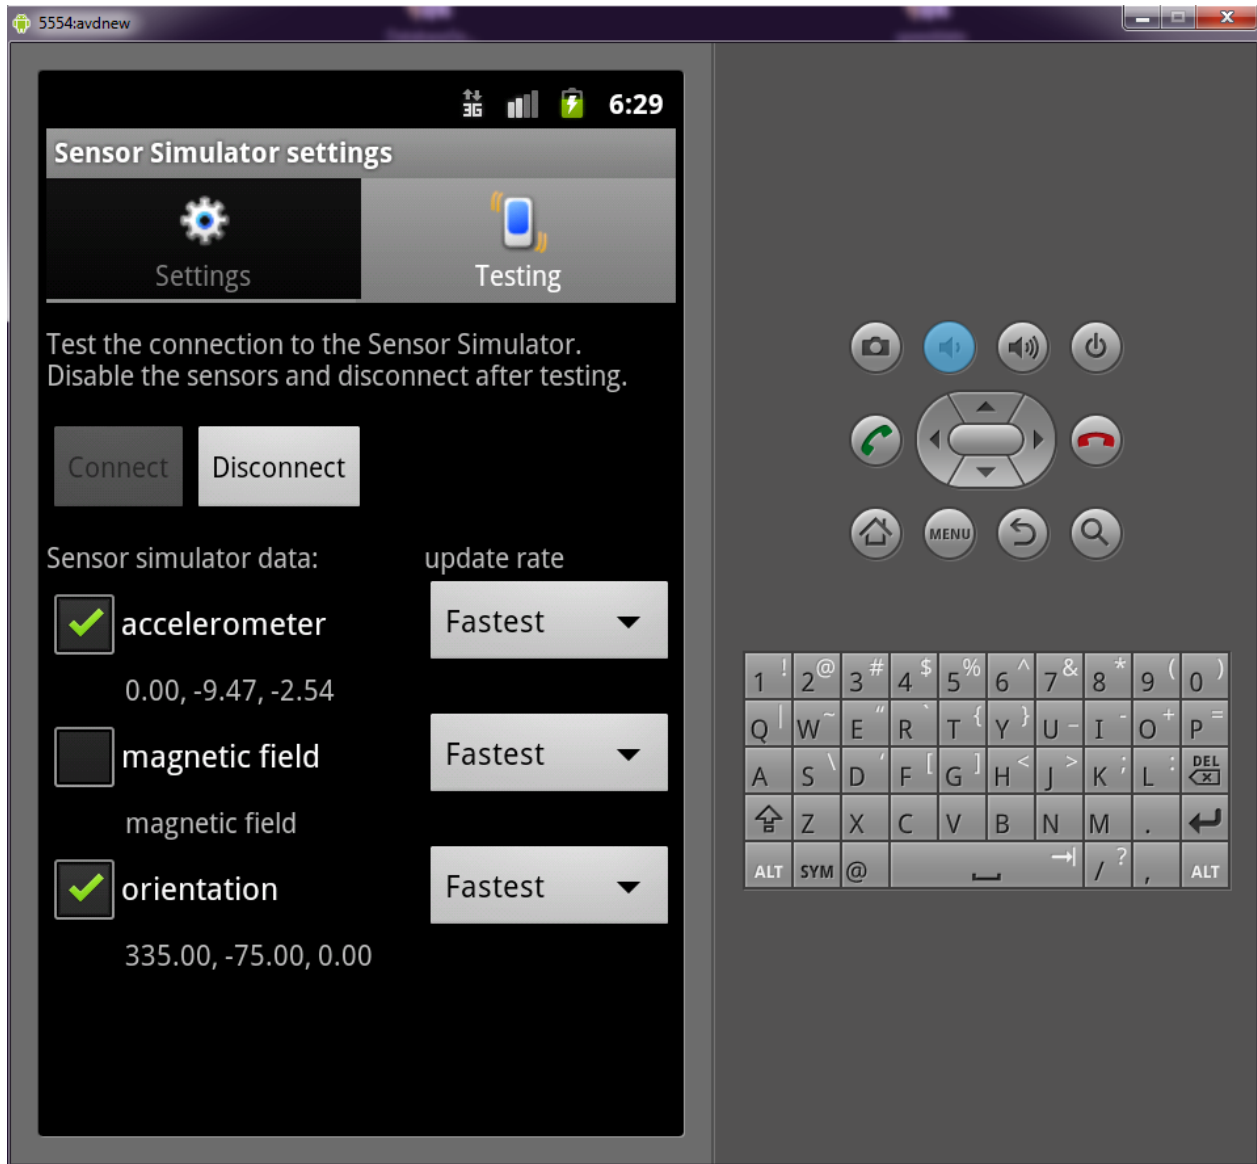 5554:avdnew
3G 6:29
Sensor Simulator settings
Settings Testing
Test the connection to the Sensor Simulator.
Disable the sensors and disconnect after testing.
Connect Disconnect
Sensor simulator data: update rate
accelerometer Fastest
0.00, -9.47, -2.54
magnetic field Fastest
magnetic field
orientation Fastest
335.00, -75.00, 0.00
MENU
1 ! 2 @ 3 # 4 $ 5 % 6 ^ 7 & 8 * 9 ( 0 )
Q | W ~ E " R ` T { Y } U _ I - O + P =
A S \ D ' F [ G ] H < J > K ; L : DEL
Z X C V B N M .
ALT SYM @ / ? , ALT